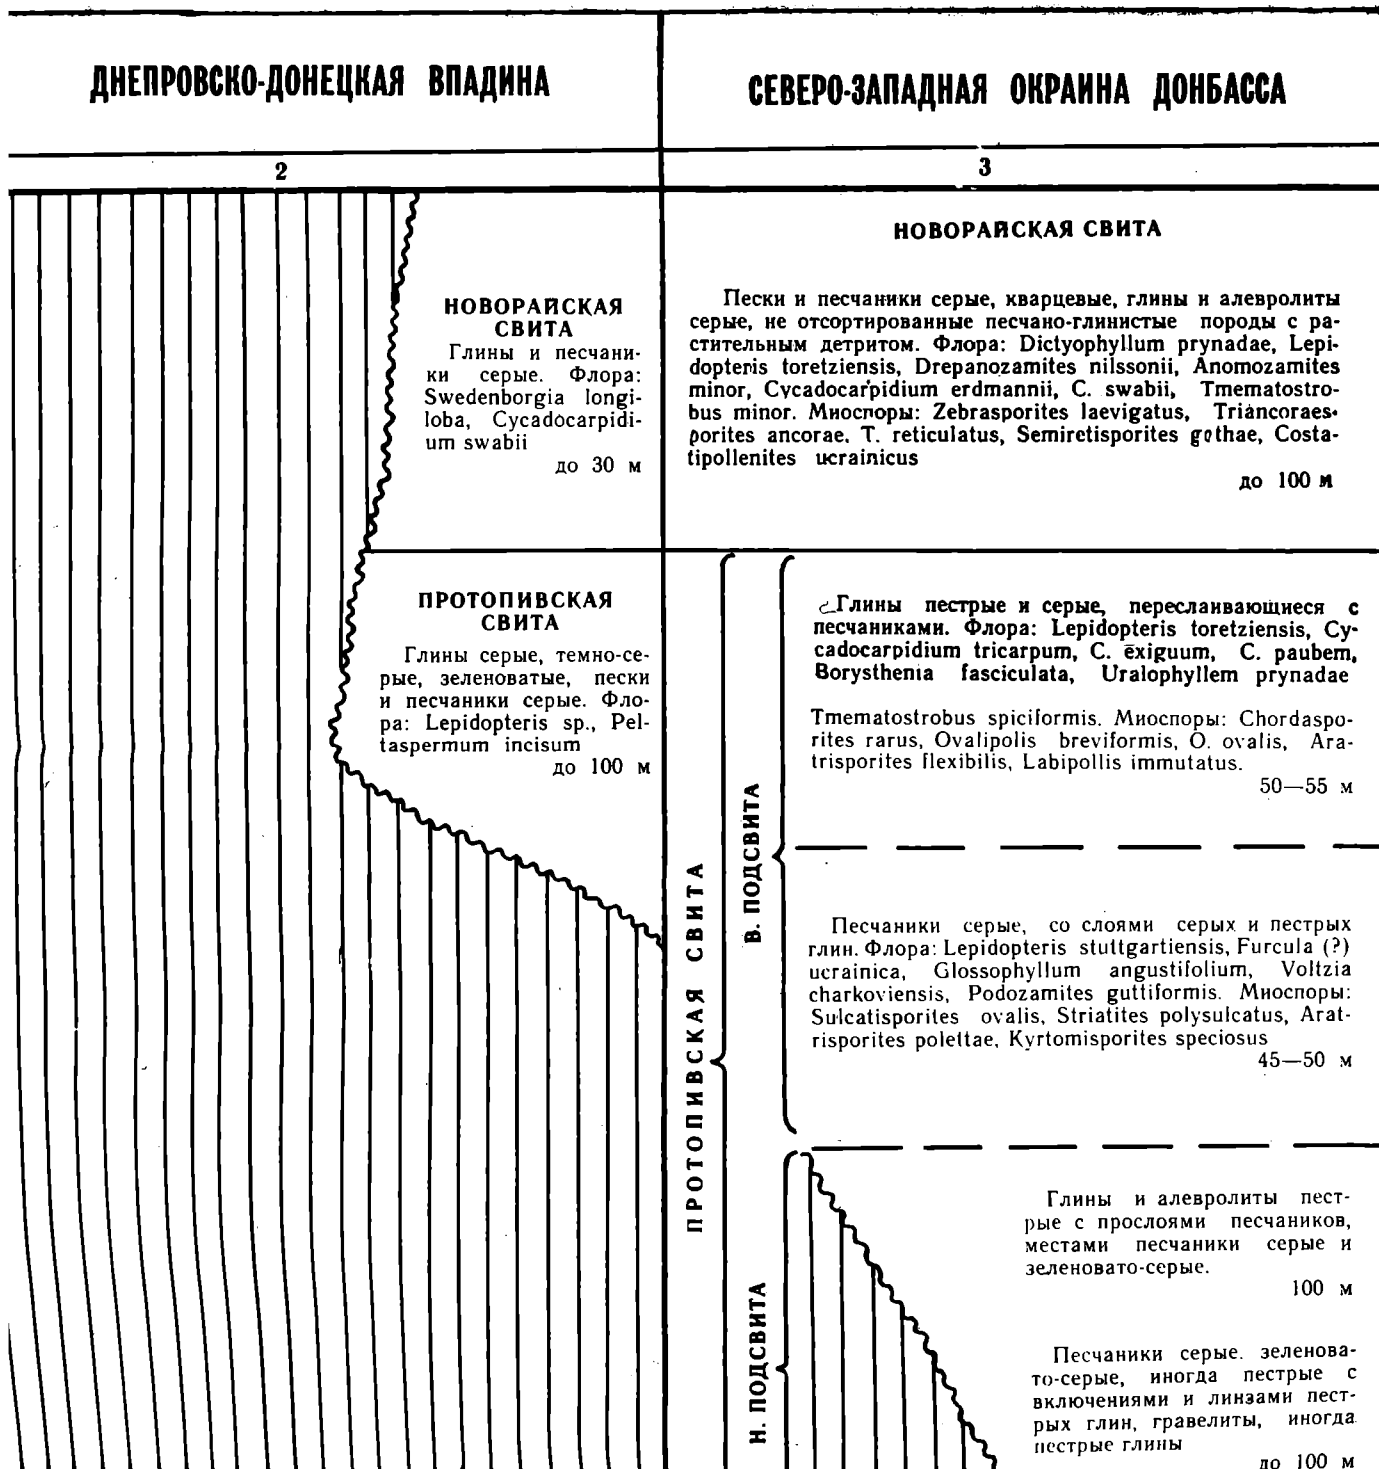 ДНЕПРОВСКО-ДОНЕЦКАЯ ВПАДИНА
СЕВЕРО-ЗАПАДНАЯ ОКРАИНА ДОНБАССА
2
3
НОВОРАЙСКАЯ
СВИТА
Глины и песчани-
ки серые. Флора:
Swedenborgia longi-
loba, Cycadocarpidi-
um swabii
до 30 м
ПРОТОПИВСКАЯ
СВИТА
Глины серые, темно-се-
рые, зеленоватые, пески
и песчаники серые. Фло-
ра: Lepidopteris sp., Pel-
taspermum incisum
до 100 м
НОВОРАЙСКАЯ СВИТА
Пески и песчаники серые, кварцевые, глины и алевролиты
серые, не отсортированные песчано-глинистые породы с ра-
стительным детритом. Флора: Dictyophyllum prynadae, Lepi-
dopteris toretziensis, Drepanozamites nilssonii, Anomozamites
minor, Cycadocarpidium erdmannii, C. swabii, Tmematostro-
bus minor. Миоспоры: Zebrasporites laevigatus, Triancoraes-
porites ancorae. T. reticulatus, Semiretisporites gothae, Costa-
tipollenites ucrainicus
до 100 м
ПРОТОПИВСКАЯ СВИТА
В. ПОДСВИТА
Глины пестрые и серые, переслаивающиеся с
песчаниками. Флора: Lepidopteris toretziensis, Cy-
cadocarpidium tricarpum, C. exiguum, C. paubem,
Borysthenia fasciculata, Uralophyllem prynadae
Tmematostrobus spiciformis. Миоспоры: Chordaspo-
rites rarus, Ovalipolis breviformis, O. ovalis, Ara-
trisporites flexibilis, Labipollis immutatus.
50—55 м
Песчаники серые, со слоями серых и пестрых
глин. Флора: Lepidopteris stuttgartiensis, Furcula (?)
ucrainica, Glossophyllum angustifolium, Voltzia
charkoviensis, Podozamites guttiformis. Миоспоры:
Sulcatisporites ovalis, Striatites polysulcatus, Arat-
risporites polettae, Kyrtomisporites speciosus
45—50 м
Н. ПОДСВИТА
Глины и алевролиты пест-
рые с прослоями песчаников,
местами песчаники серые и
зеленовато-серые.
100 м
Песчаники серые. зеленова-
то-серые, иногда пестрые с
включениями и линзами пест-
рых глин, гравелиты, иногда
пестрые глины
до 100 м